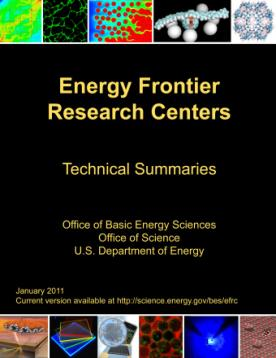 Energy Frontier
Research Centers
Technical Summaries
Office of Basic Energy Sciences
Office of Science
U.S. Department of Energy
January 2011
Current version available at http://science.energy.gov/bes/efrc